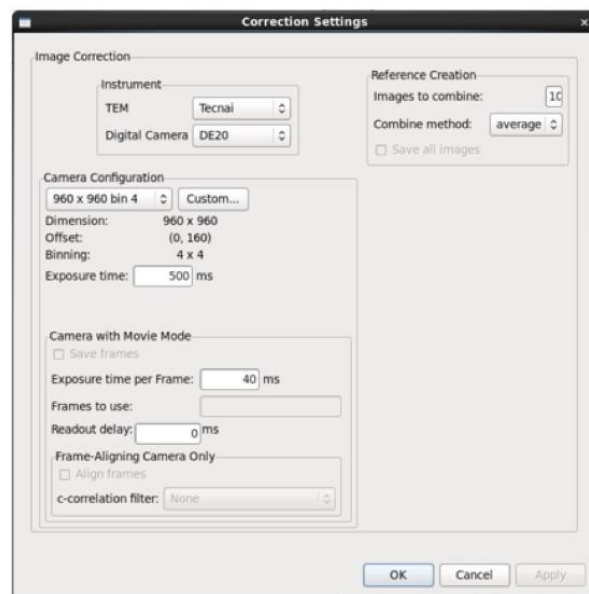 Correction Settings
Image Correction
Instrument
TEM Tecnai
Digital Camera DE20
Reference Creation
Images to combine: 10
Combine method: average
Save all images
Camera Configuration
960 x 960 bin 4 Custom...
Dimension: 960 x 960
Offset: (0, 160)
Binning: 4 x 4
Exposure time: 500 ms
Camera with Movie Mode
Save frames
Exposure time per Frame: 40 ms
Frames to use:
Readout delay: 0 ms
Frame-Aligning Camera Only
Align frames
c-correlation filter: None
OK Cancel Apply